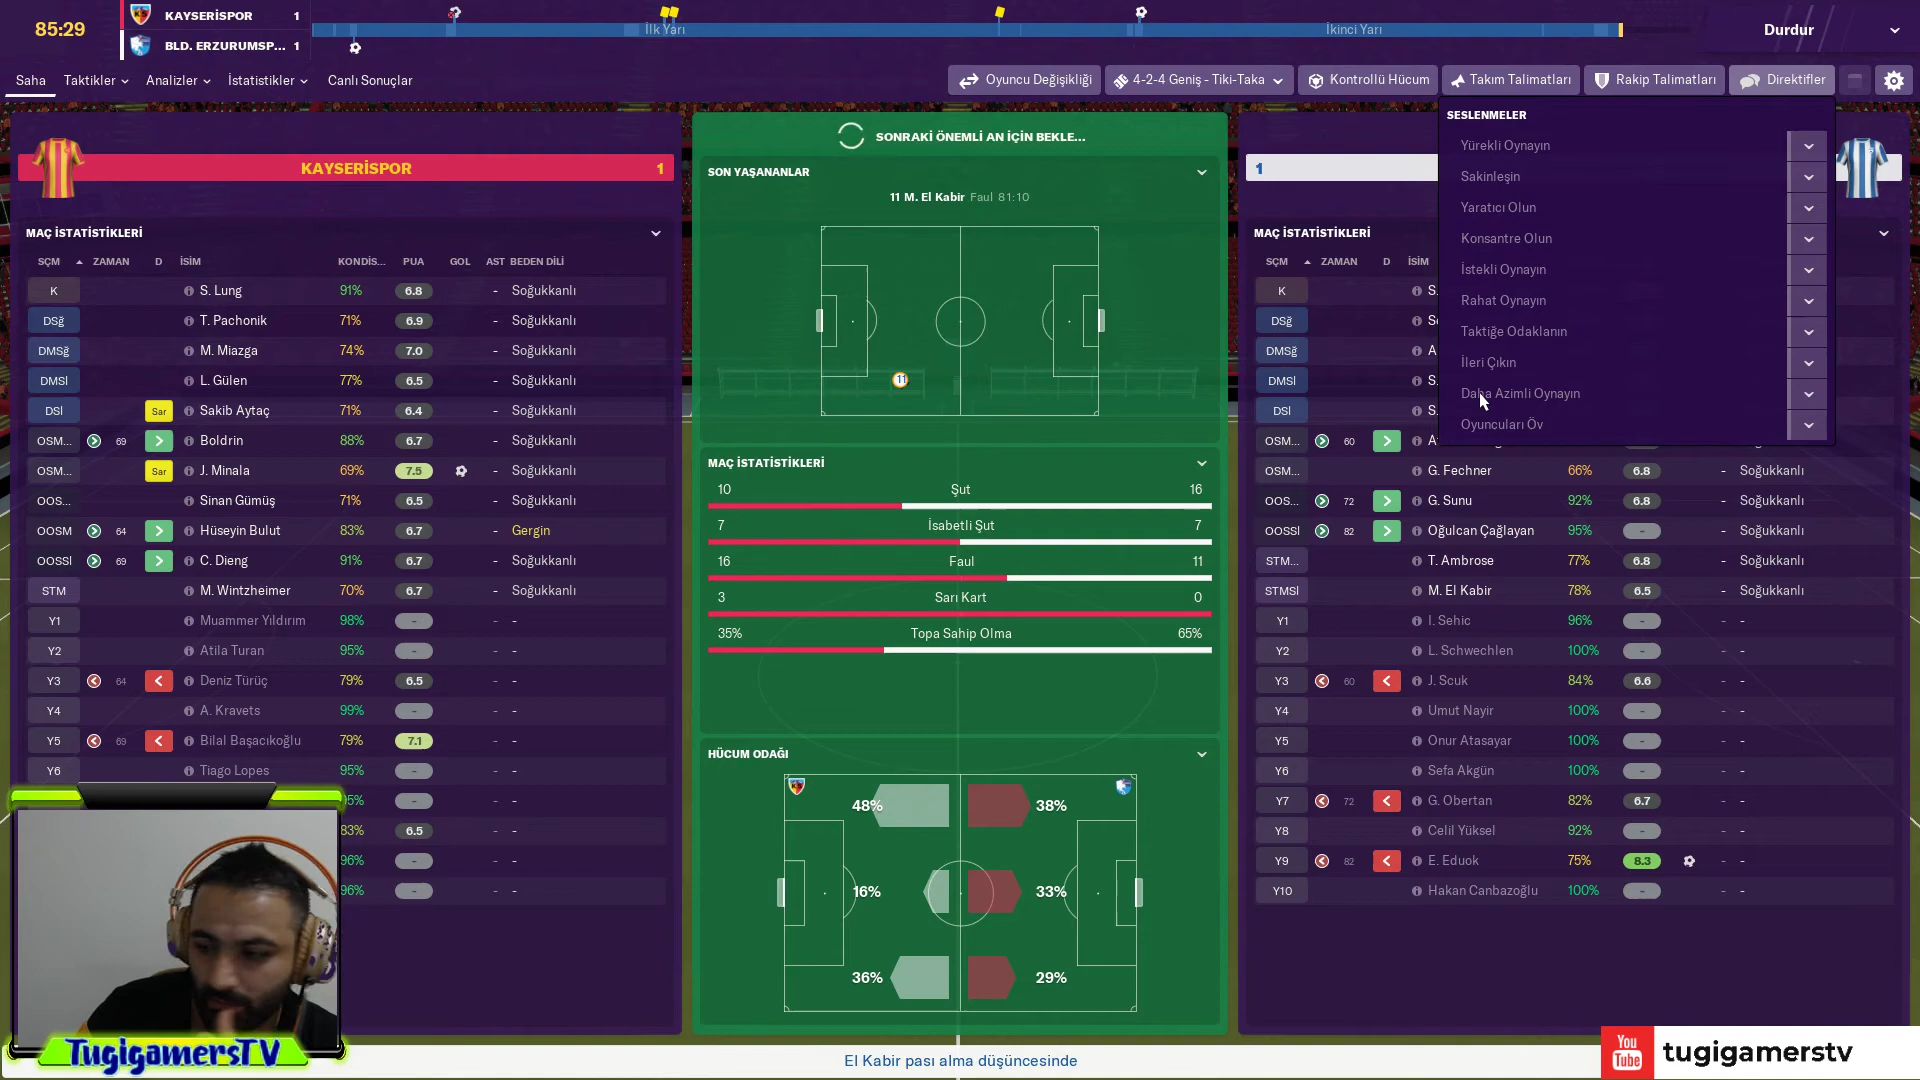 85:29
KAYSERİSPOR 1
BLD. ERZURUMSP... 1
İlk Yarı
İkinci Yarı
Durdur
Saha Taktikler Analizler İstatistikler Canlı Sonuçlar
Oyuncu Değişikliği 4-2-4 Geniş - Tiki-Taka Kontrollü Hücum Takım Talimatları Rakip Talimatları Direktifler
SESLENMELER
Yürekli Oynayın
Sakinleşin
Yaratıcı Olun
Konsantre Olun
İstekli Oynayın
Rahat Oynayın
Taktiğe Odaklanın
İleri Çıkın
Daha Azimli Oynayın
Oyuncuları Öv
KAYSERİSPOR 1
MAÇ İSTATİSTİKLERİ
SÇM ZAMAN D İSİM KONDİS... PUA GOL AST BEDEN DİLİ
K S. Lung 91% 6.8 - Soğukkanlı
DSğ T. Pachonik 71% 6.9 - Soğukkanlı
DMSğ M. Miazga 74% 7.0 - Soğukkanlı
DMSl L. Gülen 77% 6.5 - Soğukkanlı
DSl Sar Sakib Aytaç 71% 6.4 - Soğukkanlı
OSM... 69 Boldrin 88% 6.7 - Soğukkanlı
OSM... Sar J. Minala 69% 7.5 - Soğukkanlı
OOS... Sinan Gümüş 71% 6.5 - Soğukkanlı
OOSM 64 Hüseyin Bulut 83% 6.7 - Gergin
OOSSl 69 C. Dieng 91% 6.7 - Soğukkanlı
STM M. Wintzheimer 70% 6.7 - Soğukkanlı
Y1 Muammer Yıldırım 98% - - -
Y2 Atila Turan 95% - - -
Y3 64 Deniz Türüç 79% 6.5 - -
Y4 A. Kravets 99% - - -
Y5 69 Bilal Başacıkoğlu 79% 7.1 - -
Y6 Tiago Lopes 95% - - -
95% - - -
83% 6.5 - -
96% - - -
96% - - -
SONRAKİ ÖNEMLİ AN İÇİN BEKLE...
SON YAŞANANLAR
11 M. El Kabir Faul 81:10
11
MAÇ İSTATİSTİKLERİ
10 Şut 16
7 İsabetli Şut 7
16 Faul 11
3 Sarı Kart 0
35% Topa Sahip Olma 65%
HÜCUM ODAĞI
48% 38%
16% 33%
36% 29%
1
MAÇ İSTATİSTİKLERİ
SÇM ZAMAN D İSİM
K S.
DSğ
DMSğ A
DMSl S.
DSl S.
OSM... 60
OSM... G. Fechner 66% 6.8 - Soğukkanlı
OOS... 72 G. Sunu 92% 6.8 - Soğukkanlı
OOSSl 82 Oğulcan Çağlayan 95% - - Soğukkanlı
STM... T. Ambrose 77% 6.8 - Soğukkanlı
STMSl M. El Kabir 78% 6.5 - Soğukkanlı
Y1 I. Sehic 96% - - -
Y2 L. Schwechlen 100% - - -
Y3 60 J. Scuk 84% 6.6 - -
Y4 Umut Nayir 100% - - -
Y5 Onur Atasayar 100% - - -
Y6 Sefa Akgün 100% - - -
Y7 72 G. Obertan 82% 6.7 - -
Y8 Celil Yüksel 92% - - -
Y9 82 E. Eduok 75% 8.3 - -
Y10 Hakan Canbazoğlu 100% - - -
TugigamersTV
El Kabir pası alma düşüncesinde
You Tube tugigamerstv